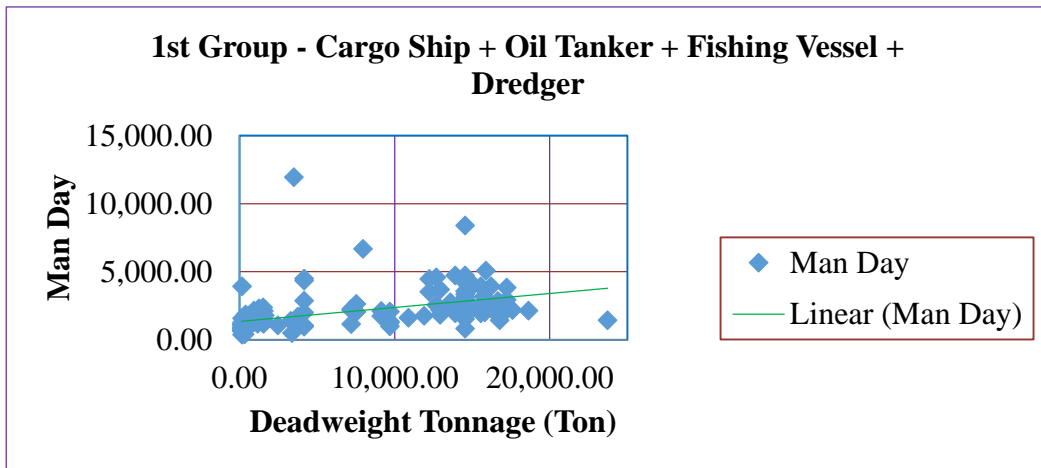 1st Group - Cargo Ship + Oil Tanker + Fishing Vessel +
Dredger
15,000.00
10,000.00
5,000.00
0.00
Man Day
0.00
10,000.00
20,000.00
Deadweight Tonnage (Ton)
Man Day
Linear (Man Day)